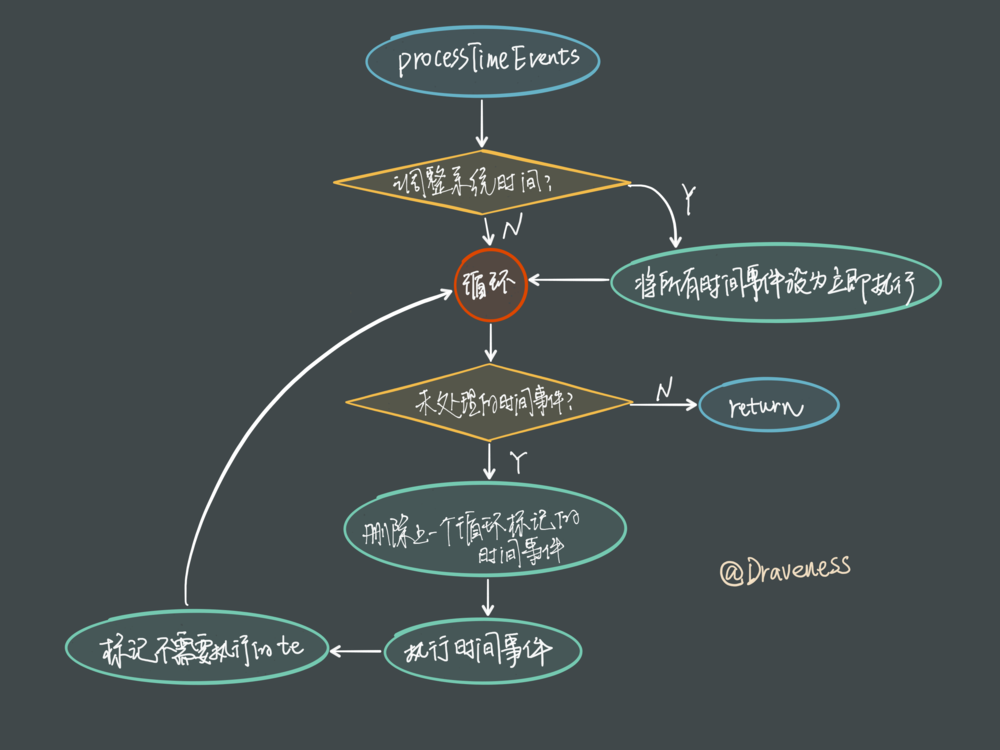 processTimeEvents
调整系统时间?
Y
N
循环
将所有时间事件设为立即执行
未处理的时间事件?
N
return
Y
删除上一个循环标记的
时间事件
@Draveness
标记不需要执行的 te
执行时间事件